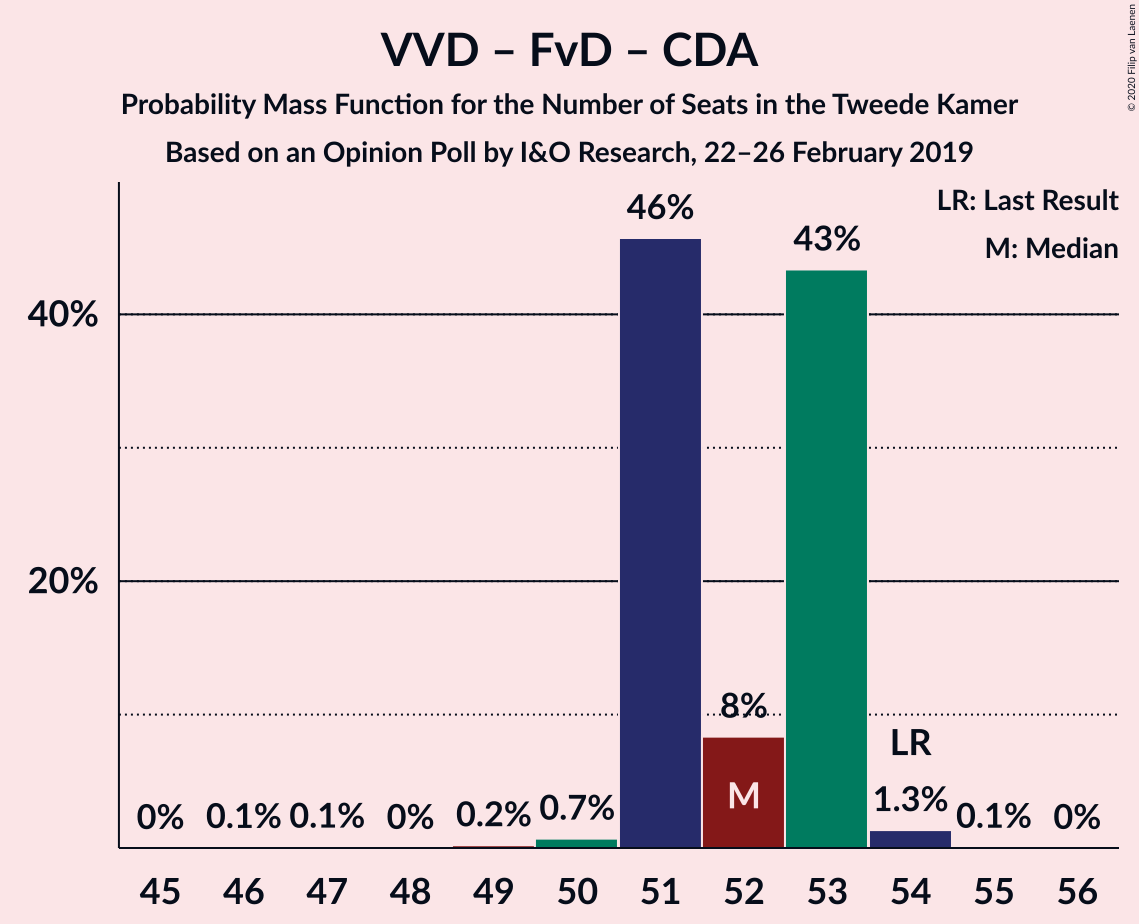 VVD – FvD – CDA
Probability Mass Function for the Number of Seats in the Tweede Kamer
Based on an Opinion Poll by I&O Research, 22–26 February 2019
© 2020 Filip van Laenen
LR: Last Result
M: Median
46%
43%
40%
20%
8%
LR
M
0%
0.1%
0.1%
0%
0.2%
0.7%
1.3%
0.1%
0%
45 46 47 48 49 50 51 52 53 54 55 56